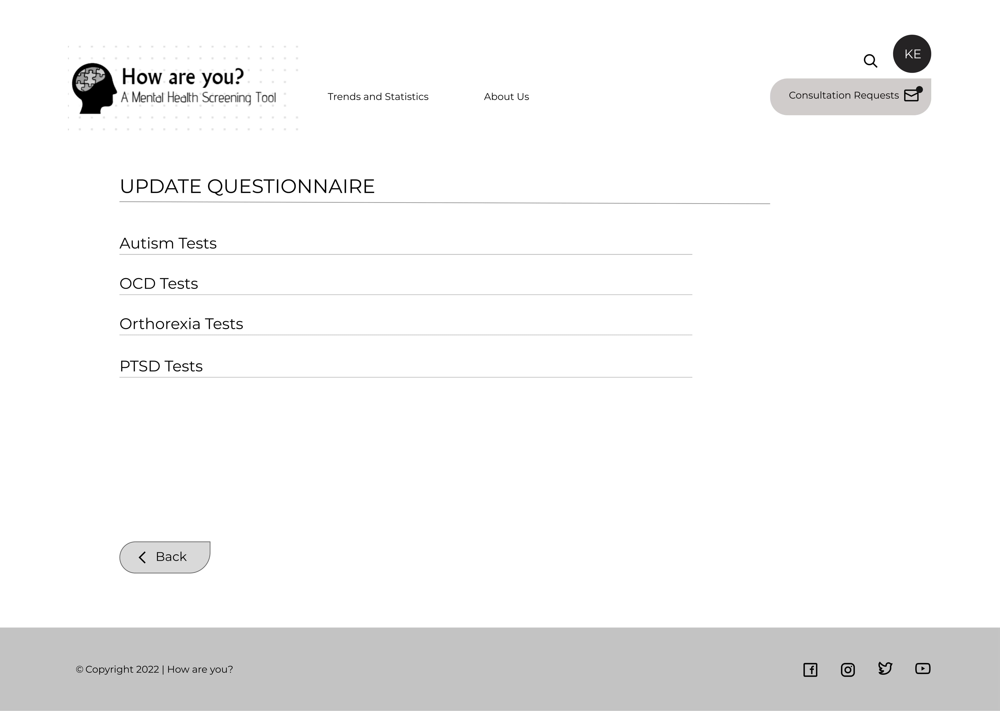 KE
How are you?
A Mental Health Screening Tool
Trends and Statistics
About Us
Consultation Requests
UPDATE QUESTIONNAIRE
Autism Tests
OCD Tests
Orthorexia Tests
PTSD Tests
Back
© Copyright 2022 | How are you?